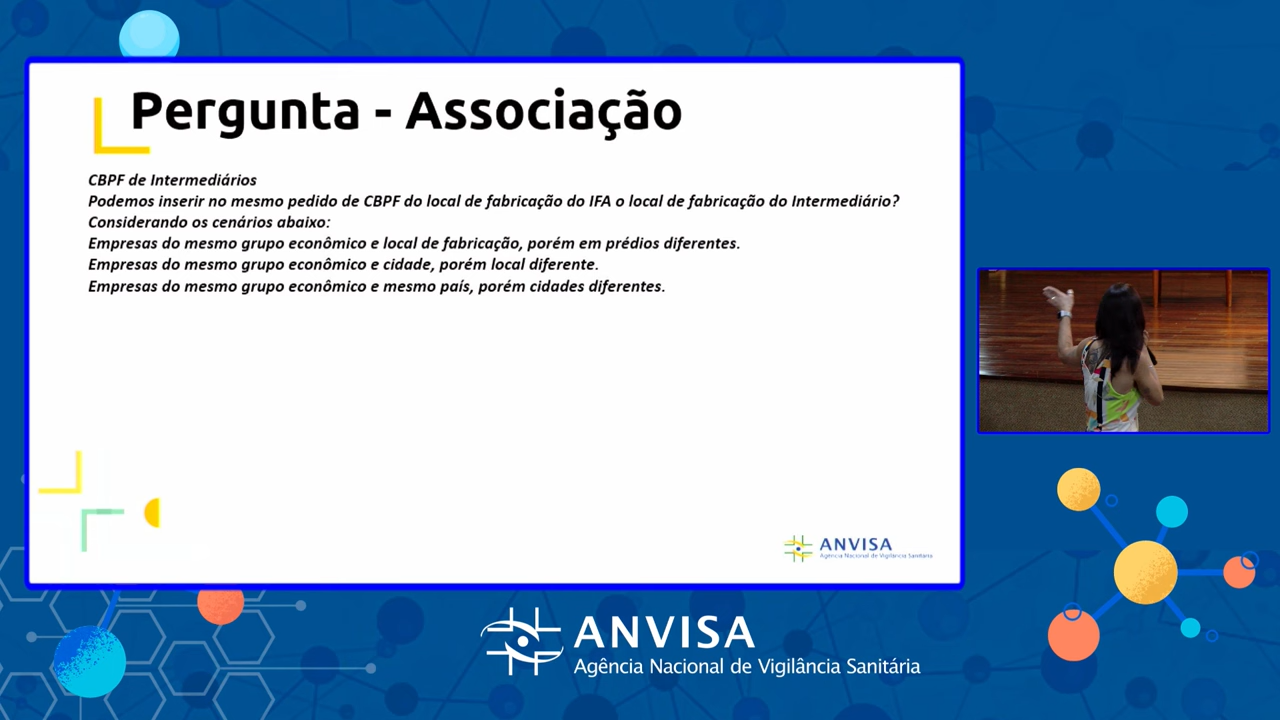 Pergunta - Associação
CBPF de Intermediários
Podemos inserir no mesmo pedido de CBPF do local de fabricação do IFA o local de fabricação do Intermediário?
Considerando os cenários abaixo:
Empresas do mesmo grupo econômico e local de fabricação, porém em prédios diferentes.
Empresas do mesmo grupo econômico e cidade, porém local diferente.
Empresas do mesmo grupo econômico e mesmo país, porém cidades diferentes.
ANVISA
Agência Nacional de Vigilância Sanitária
ANVISA
Agência Nacional de Vigilância Sanitária